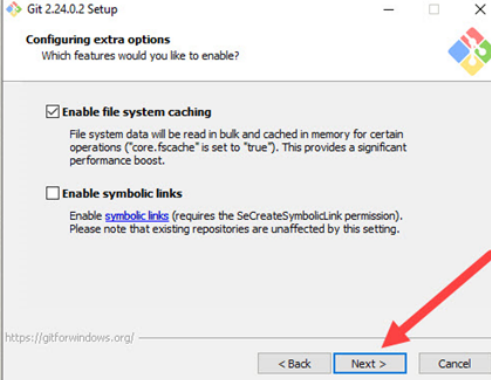 Git 2.24.0.2 Setup
Configuring extra options
Which features would you like to enable?
Enable file system caching
File system data will be read in bulk and cached in memory for certain
operations ("core.fscache" is set to "true"). This provides a significant
performance boost.
Enable symbolic links
Enable symbolic links (requires the SeCreateSymbolicLink permission).
Please note that existing repositories are unaffected by this setting.
https://gitforwindows.org/
< Back Next > Cancel